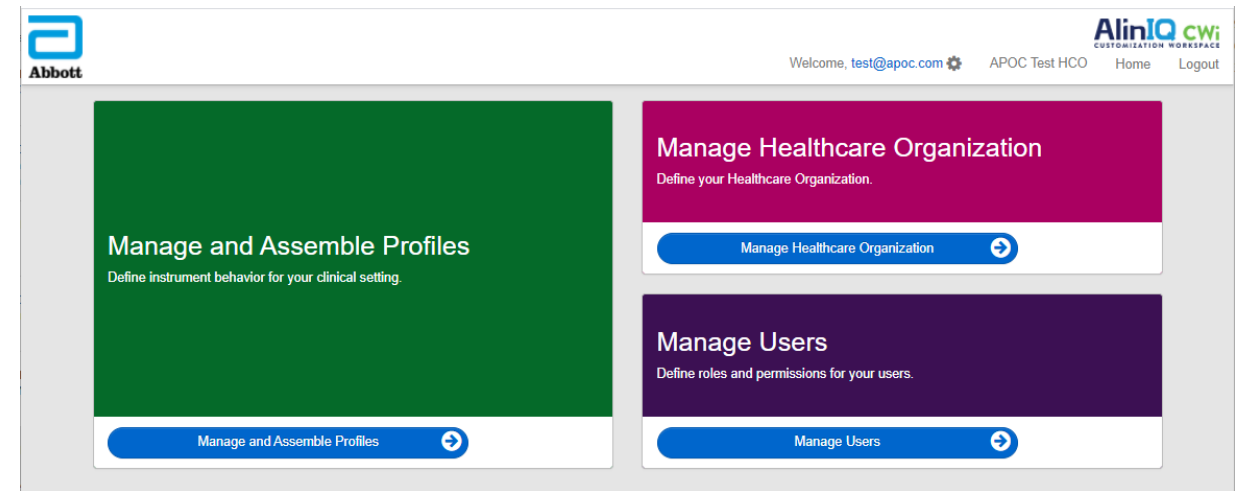 Abbott
AlinIQ CWi
CUSTOMIZATION WORKSPACE
Welcome, test@apoc.com APOC Test HCO Home Logout
Manage and Assemble Profiles
Define instrument behavior for your clinical setting.
Manage and Assemble Profiles
Manage Healthcare Organization
Define your Healthcare Organization.
Manage Healthcare Organization
Manage Users
Define roles and permissions for your users.
Manage Users